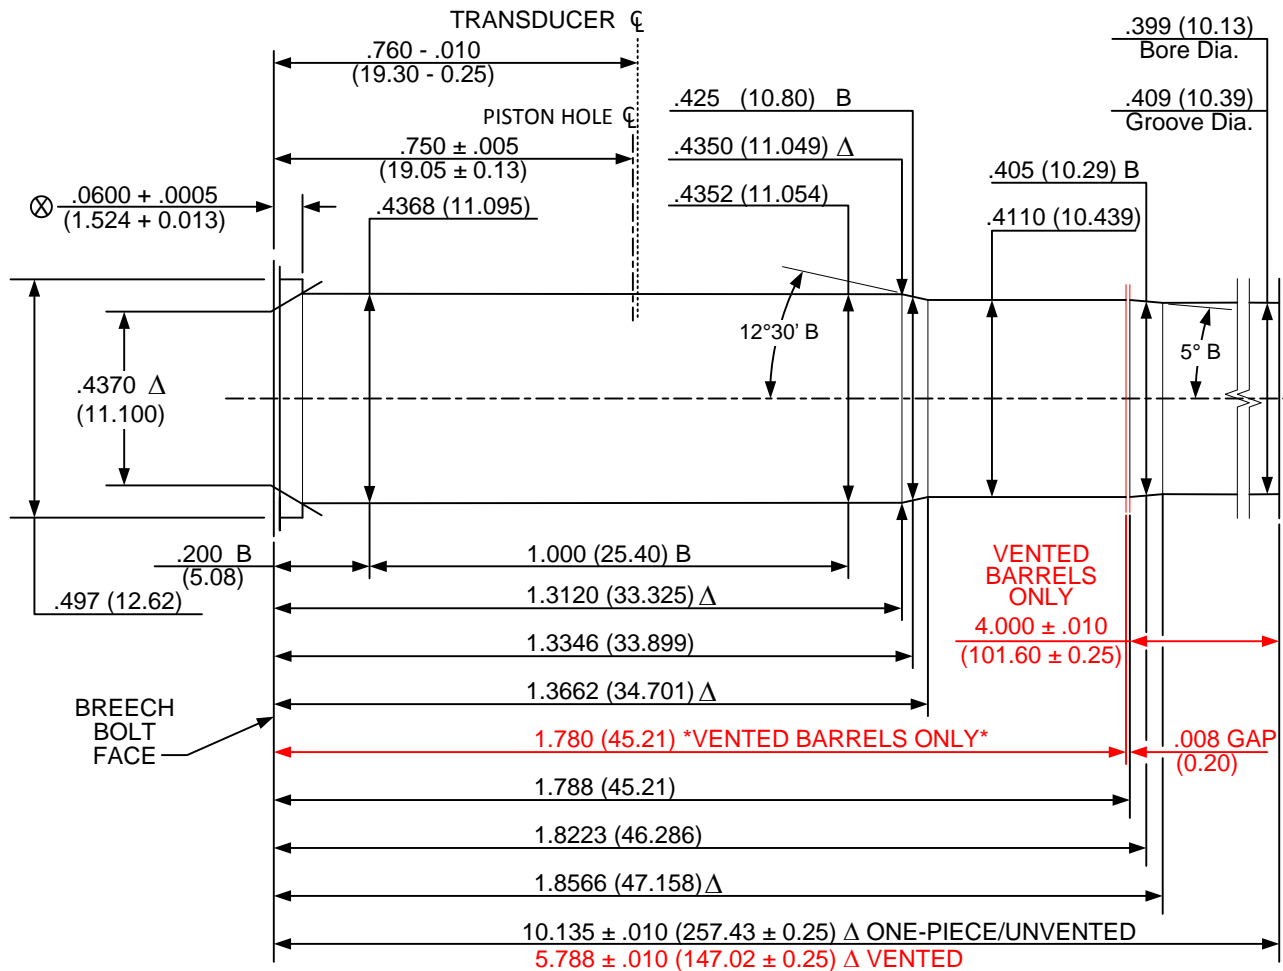 TRANSDUCER ℄
.760 - .010
(19.30 - 0.25)
.399 (10.13)
Bore Dia.
.425 (10.80) B
.409 (10.39)
Groove Dia.
PISTON HOLE ℄
.750 ± .005
(19.05 ± 0.13)
.4350 (11.049) Δ
.405 (10.29) B
⊗ .0600 + .0005
(1.524 + 0.013)
.4368 (11.095)
.4352 (11.054)
.4110 (10.439)
12°30' B
5° B
.4370 Δ
(11.100)
.200 B
(5.08)
1.000 (25.40) B
VENTED
BARRELS
ONLY
4.000 ± .010
(101.60 ± 0.25)
.497 (12.62)
1.3120 (33.325) Δ
1.3346 (33.899)
1.3662 (34.701) Δ
BREECH
BOLT
FACE
1.780 (45.21) *VENTED BARRELS ONLY*
.008 GAP
(0.20)
1.788 (45.21)
1.8223 (46.286)
1.8566 (47.158) Δ
10.135 ± .010 (257.43 ± 0.25) Δ ONE-PIECE/UNVENTED
5.788 ± .010 (147.02 ± 0.25) Δ VENTED